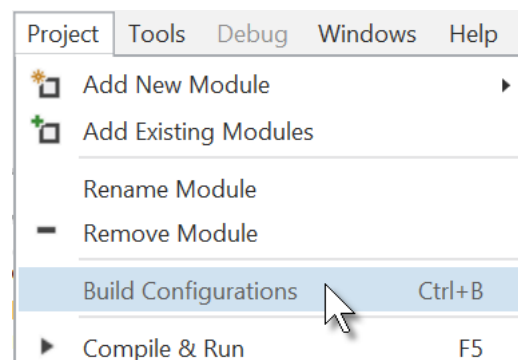 Project Tools Debug Windows Help
Add New Module
Add Existing Modules
Rename Module
Remove Module
Build Configurations Ctrl+B
Compile & Run F5